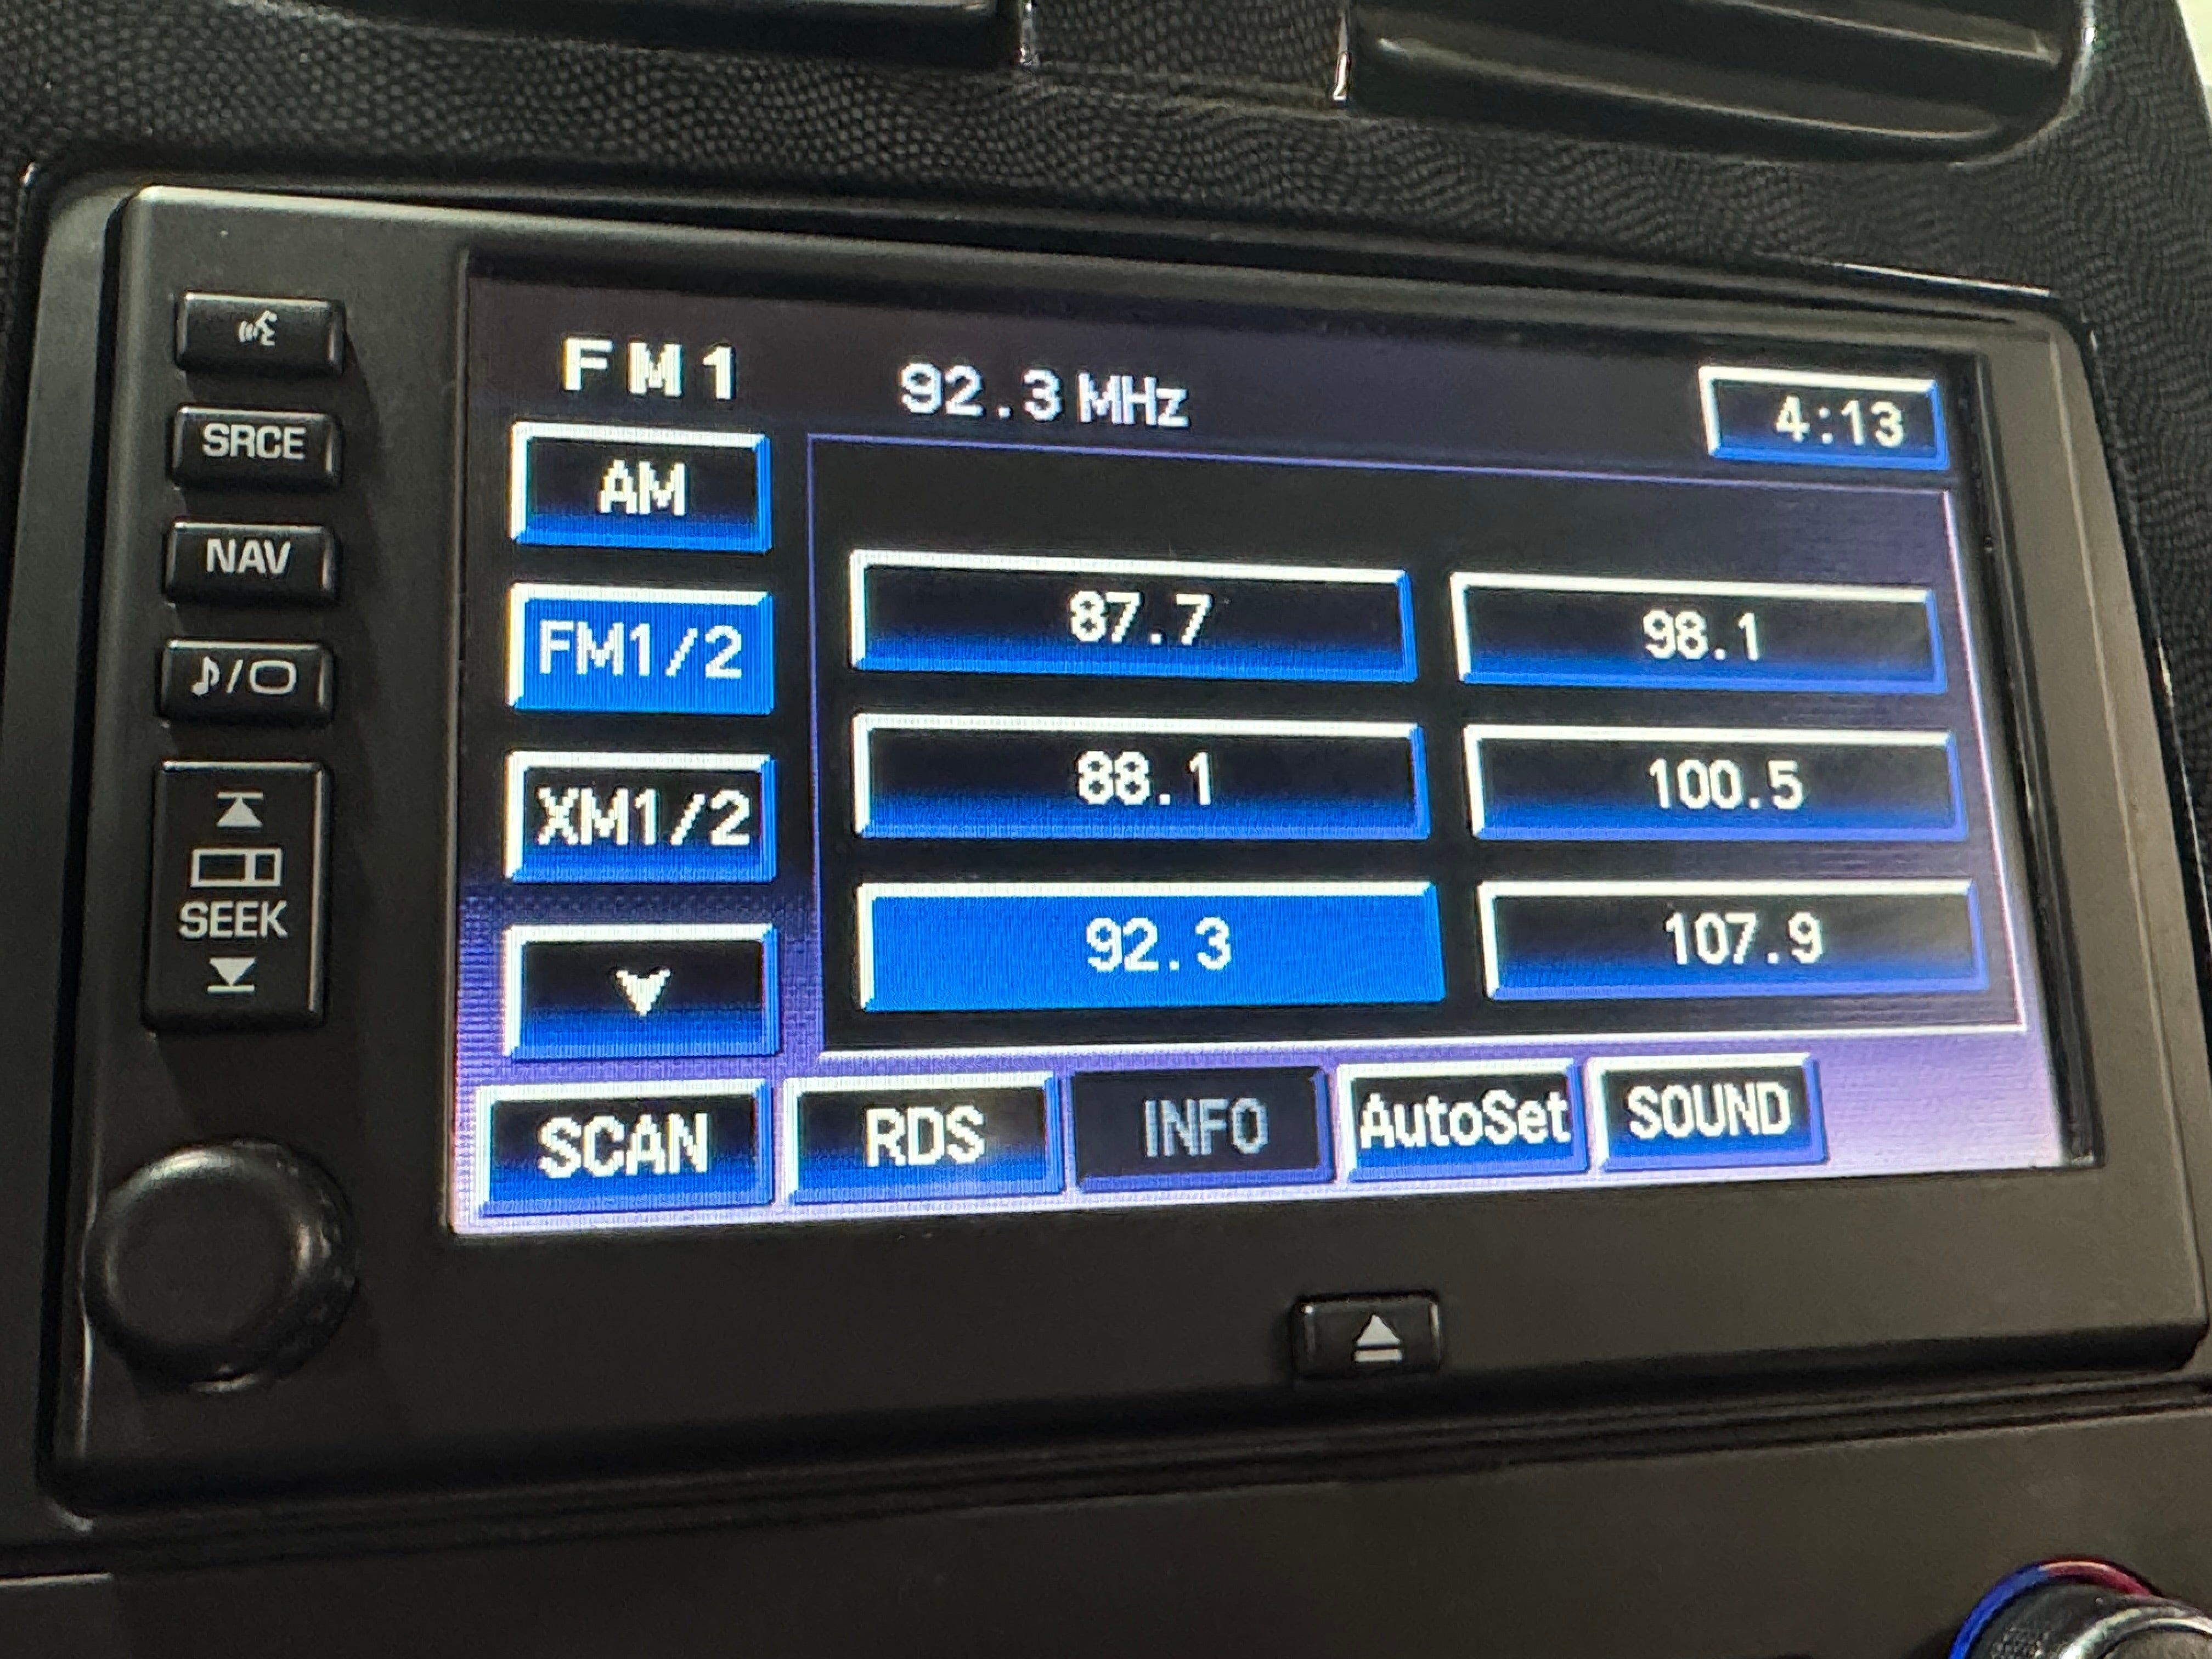 FM1 92.3 MHz 4:13
SRCE
NAV
SEEK
AM
FM1/2
XM1/2
87.7 98.1
88.1 100.5
92.3 107.9
SCAN RDS INFO AutoSet SOUND